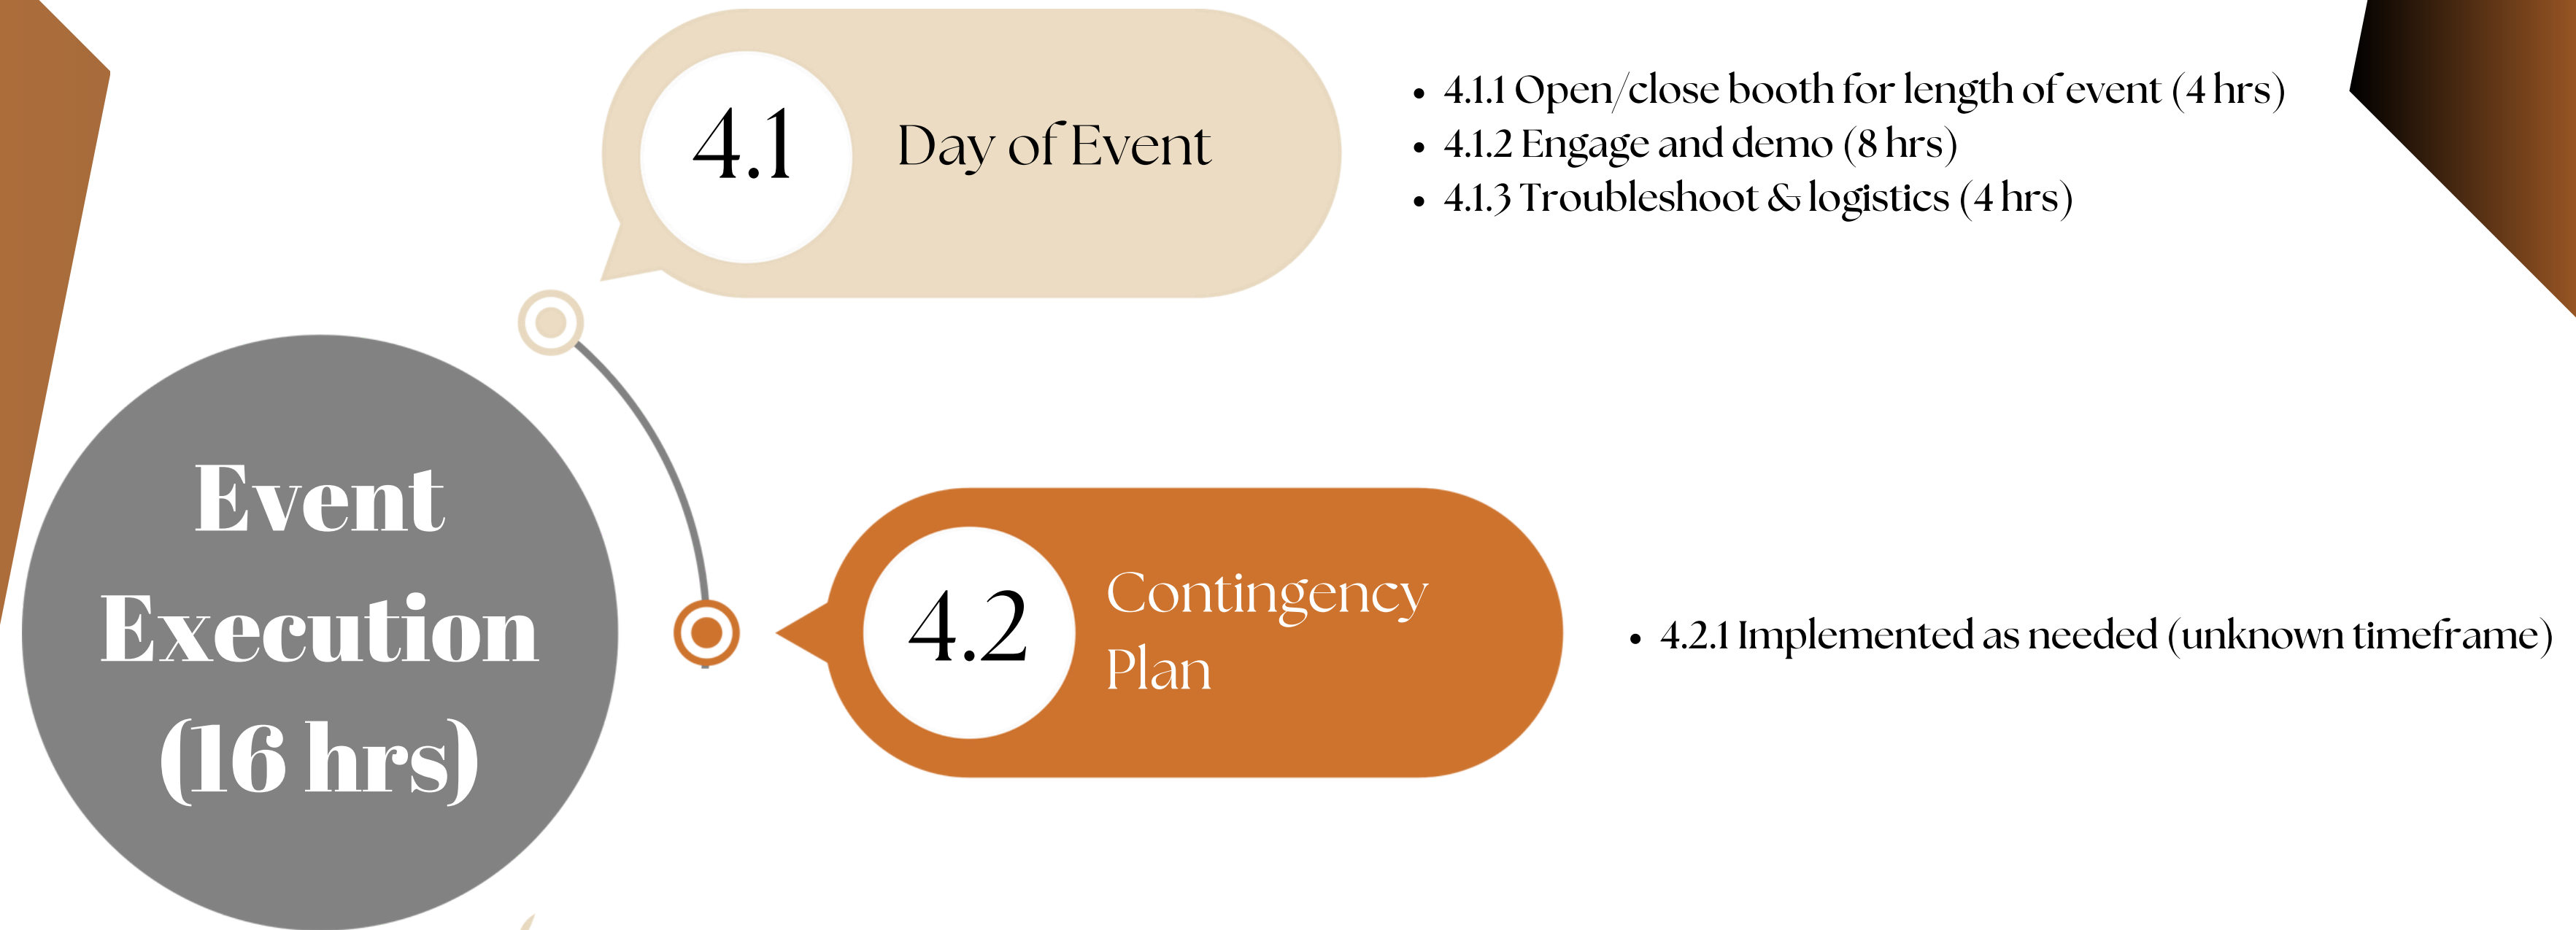 4.1
Day of Event
• 4.1.1 Open/close booth for length of event (4 hrs)
• 4.1.2 Engage and demo (8 hrs)
• 4.1.3 Troubleshoot & logistics (4 hrs)
Event
Execution
(16 hrs)
4.2
Contingency
Plan
• 4.2.1 Implemented as needed (unknown timeframe)